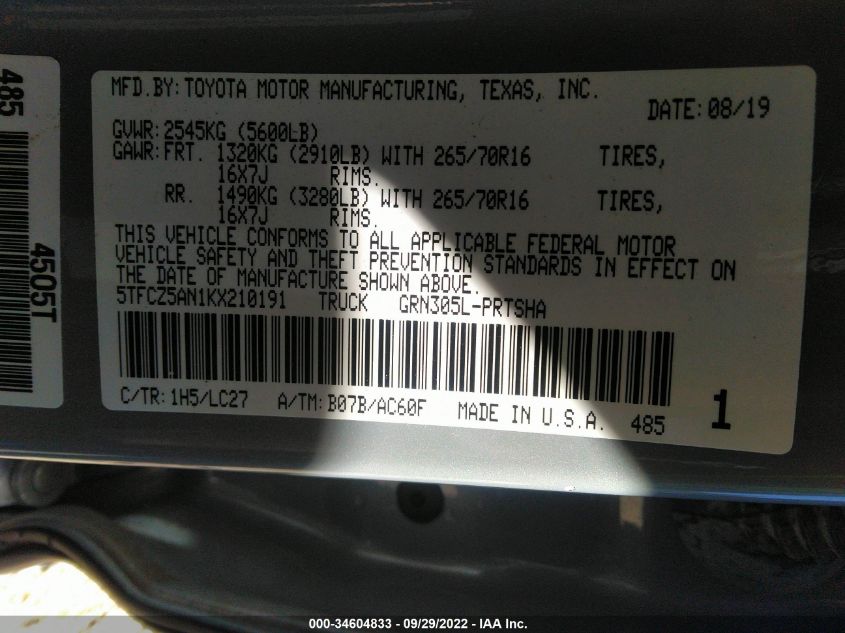 485
4505T
MFD.BY: TOYOTA MOTOR MANUFACTURING, TEXAS, INC.
DATE: 08/19
GVWR: 2545KG (5600LB)
GAWR: FRT. 1320KG (2910LB) WITH 265/70R16 TIRES,
16X7J RIMS.
RR. 1490KG (3280LB) WITH 265/70R16 TIRES,
16X7J RIMS.
THIS VEHICLE CONFORMS TO ALL APPLICABLE FEDERAL MOTOR
VEHICLE SAFETY AND THEFT PREVENTION STANDARDS IN EFFECT ON
THE DATE OF MANUFACTURE SHOWN ABOVE.
5TFCZ5AN1KX210191 TRUCK GRN305L-PRTSHA
C/TR: 1H5/LC27 A/TM: B07B/AC60F MADE IN U.S.A. 485 1
000-34604833 - 09/29/2022 - IAA Inc.